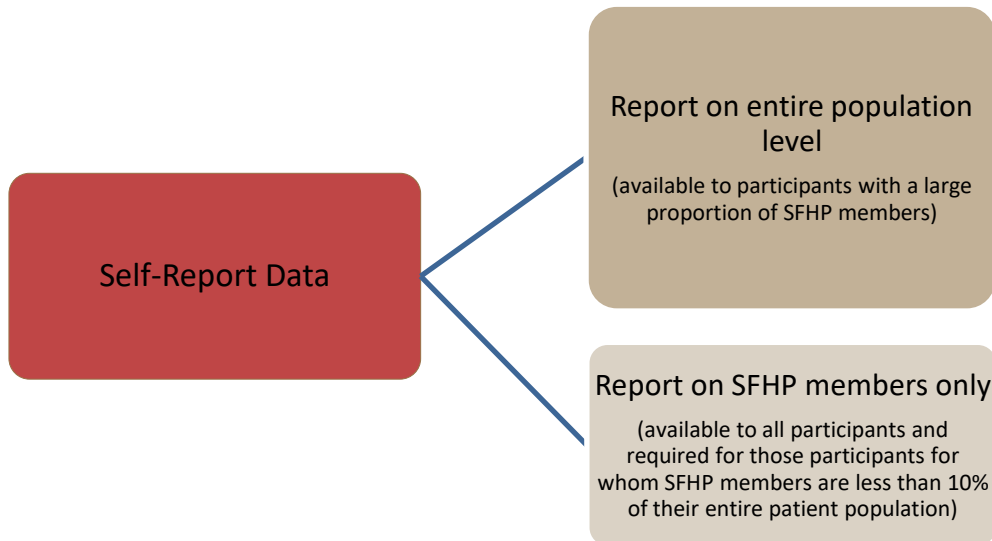 Self-Report Data
Report on entire population
level
(available to participants with a large
proportion of SFHP members)
Report on SFHP members only
(available to all participants and
required for those participants for
whom SFHP members are less than 10%
of their entire patient population)